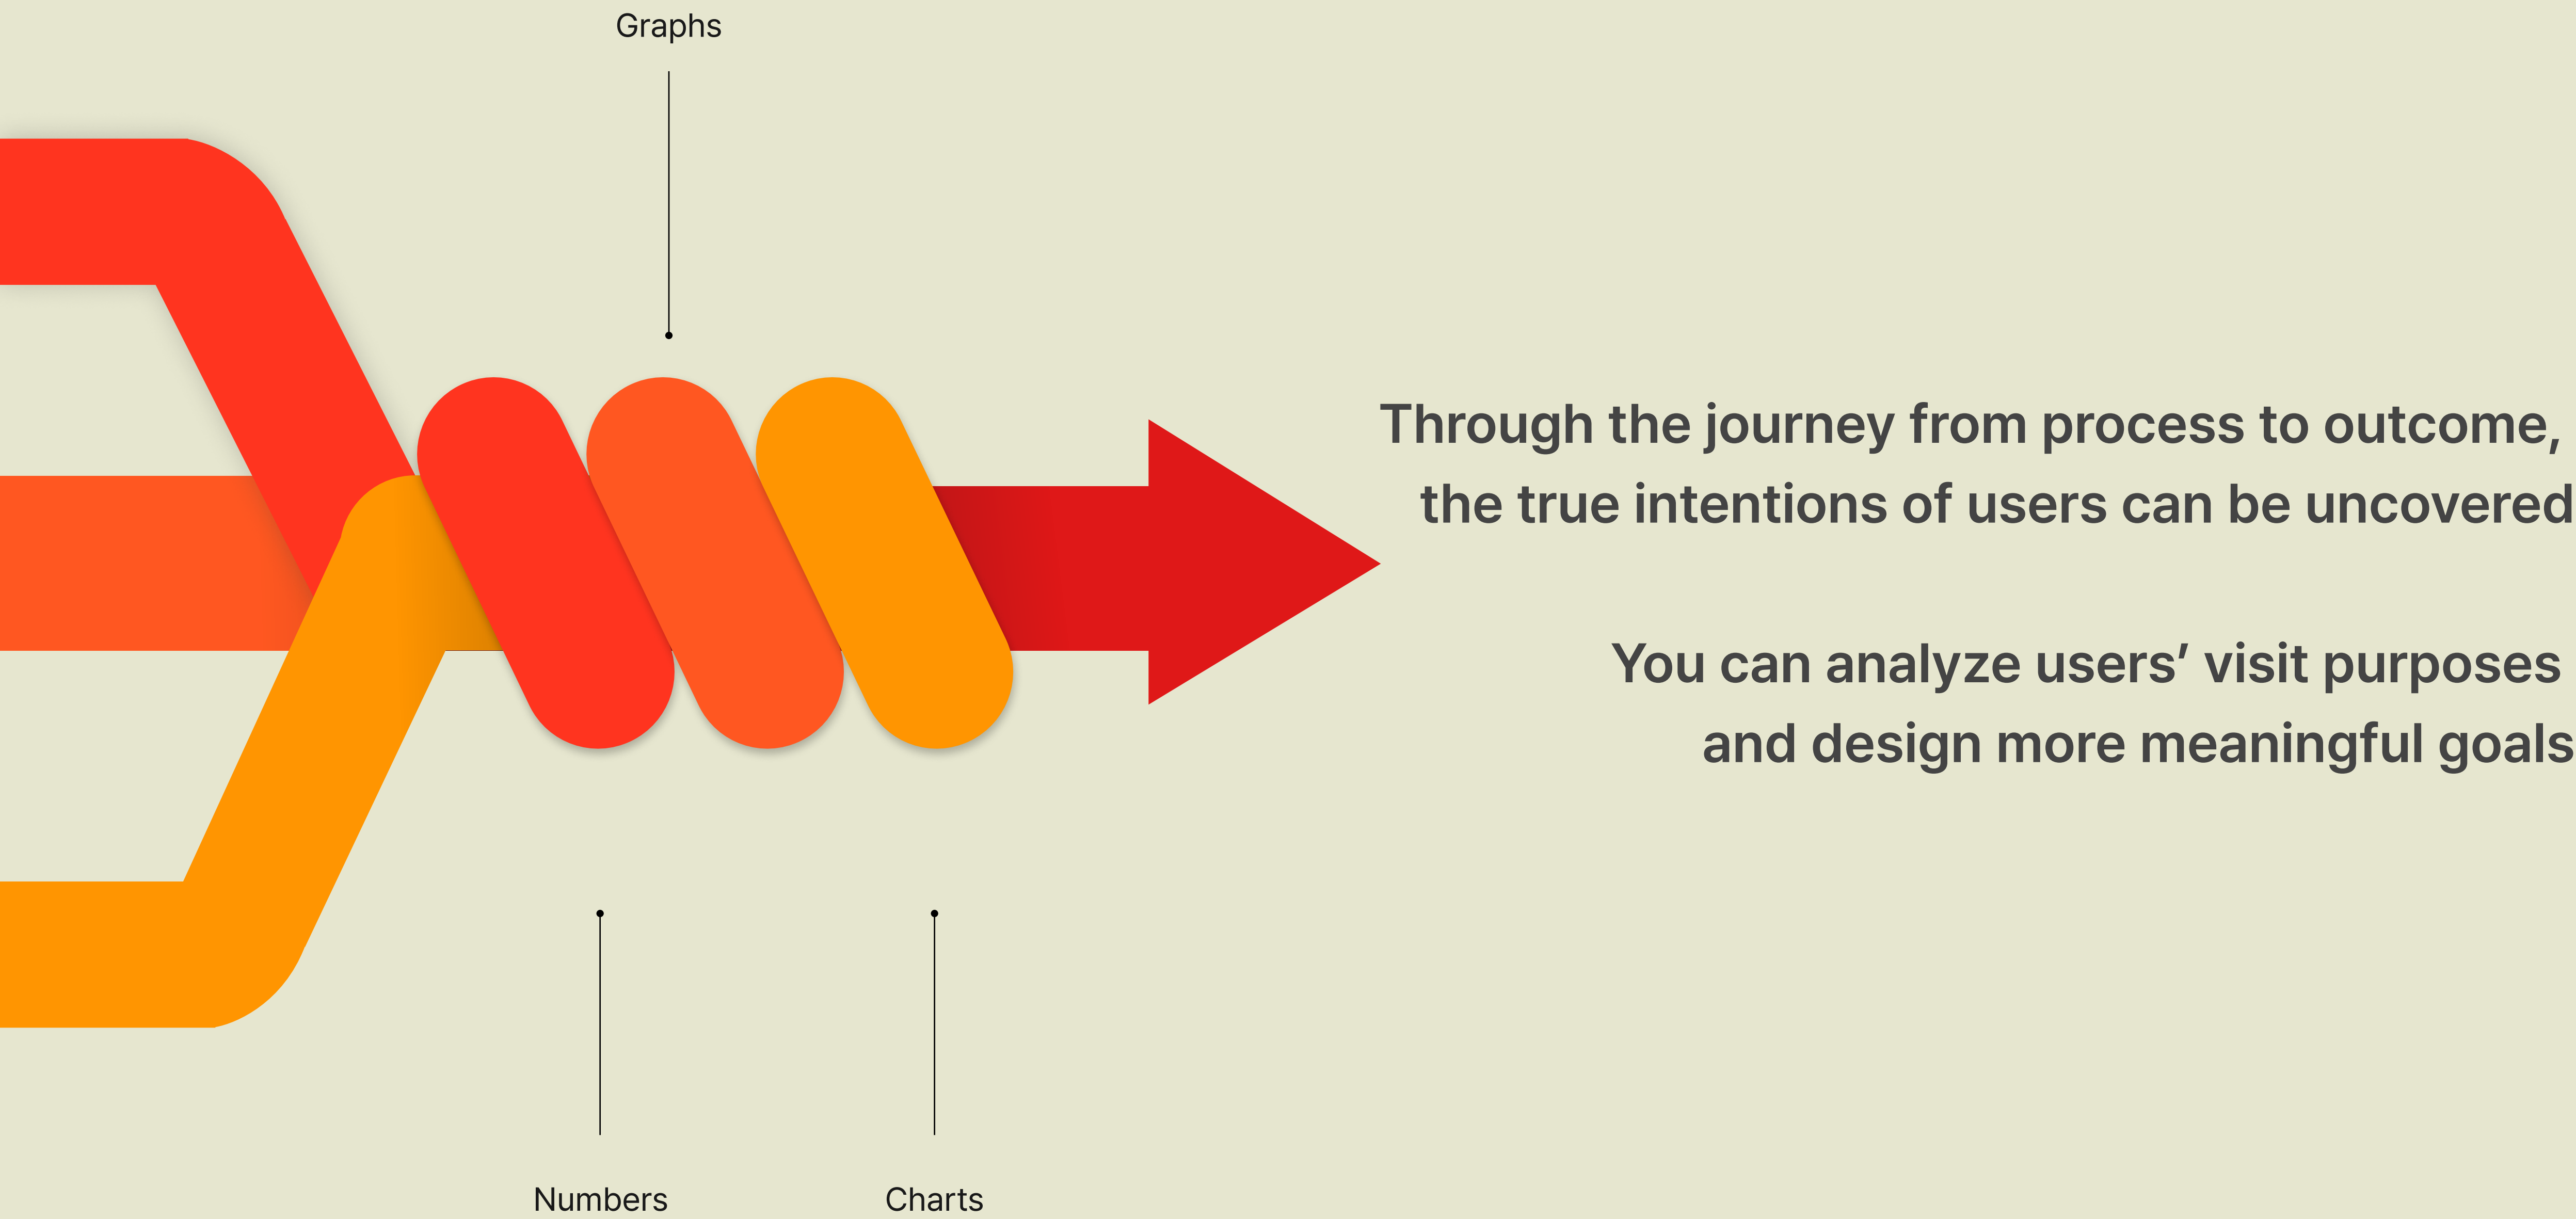 Graphs
Through the journey from process to outcome,
the true intentions of users can be uncovered
You can analyze users’ visit purposes
and design more meaningful goals
Numbers
Charts